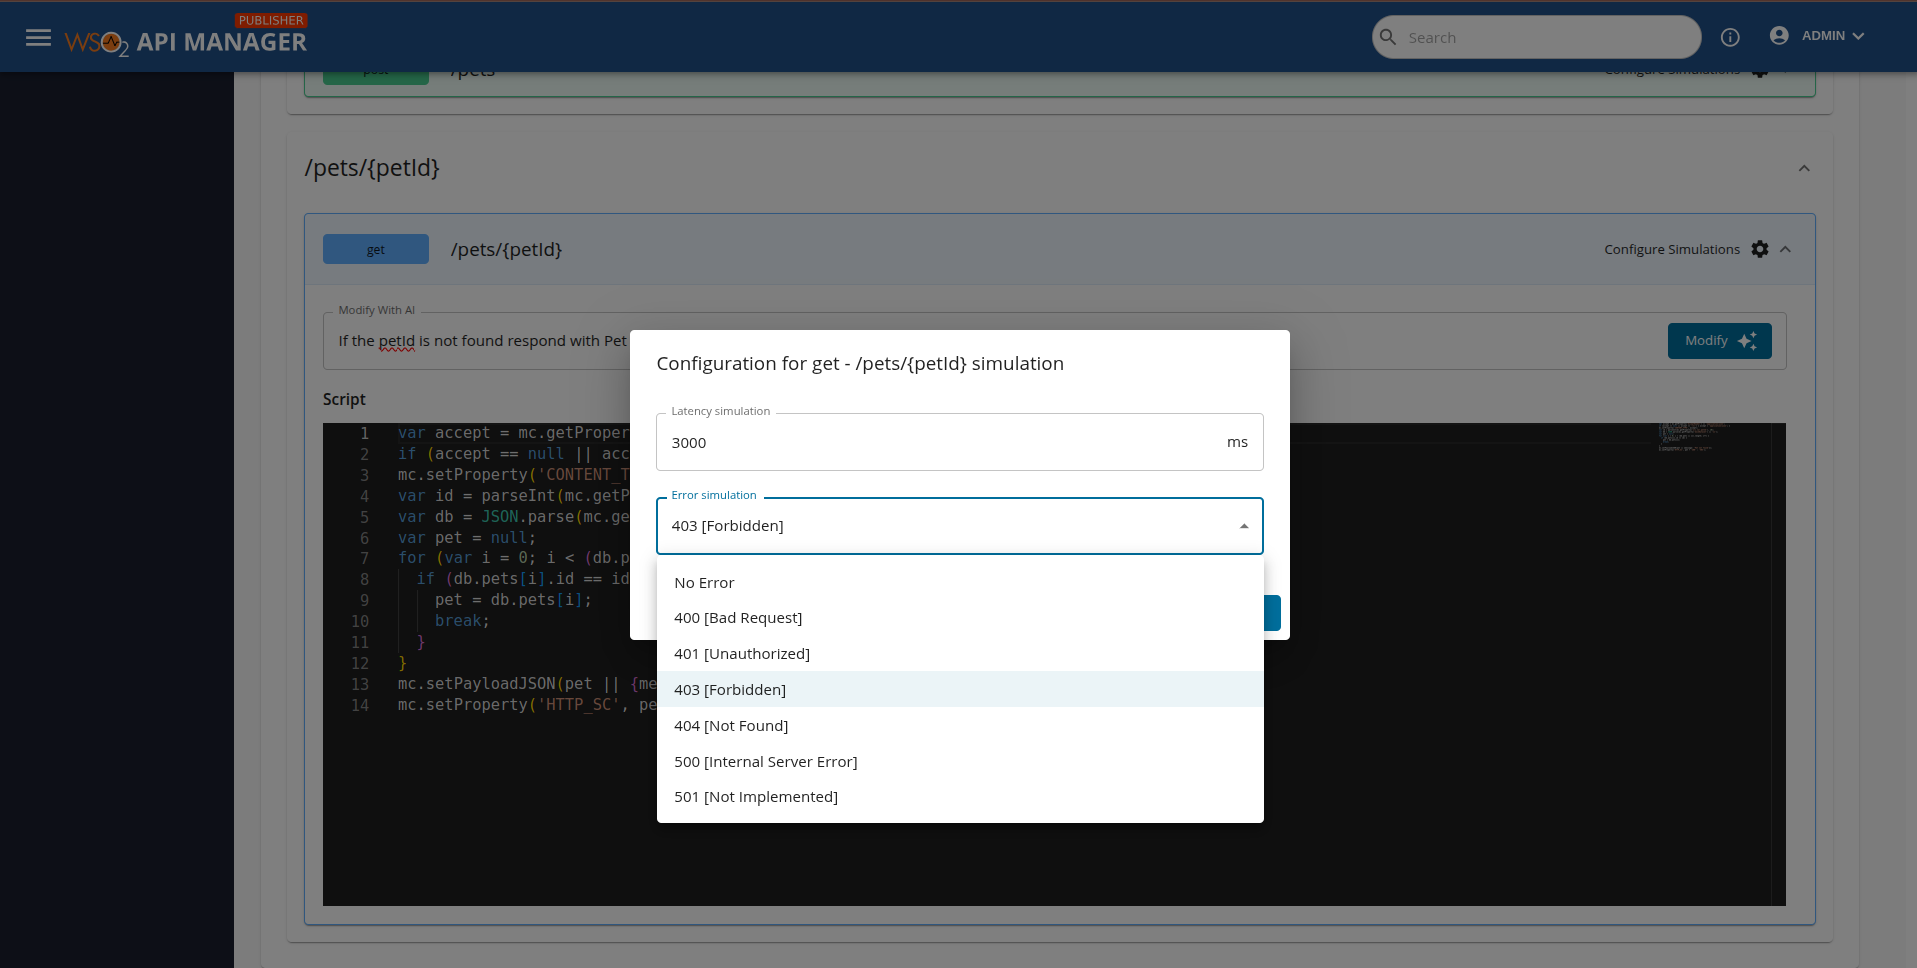 PUBLISHER
WSO2 API MANAGER
Search
ADMIN
post /pets Configure Simulations
/pets/{petId}
get /pets/{petId} Configure Simulations
Modify With AI
If the petId is not found respond with Pet
Modify
Script
1 var accept = mc.getProper
2 if (accept == null || acc
3 mc.setProperty('CONTENT_T
4 var id = parseInt(mc.getP
5 var db = JSON.parse(mc.ge
6 var pet = null;
7 for (var i = 0; i < (db.p
8 if (db.pets[i].id == id
9 pet = db.pets[i];
10 break;
11 }
12 }
13 mc.setPayloadJSON(pet || {me
14 mc.setProperty('HTTP_SC', pe
Configuration for get - /pets/{petId} simulation
Latency simulation
3000 ms
Error simulation
403 [Forbidden]
No Error
400 [Bad Request]
401 [Unauthorized]
403 [Forbidden]
404 [Not Found]
500 [Internal Server Error]
501 [Not Implemented]